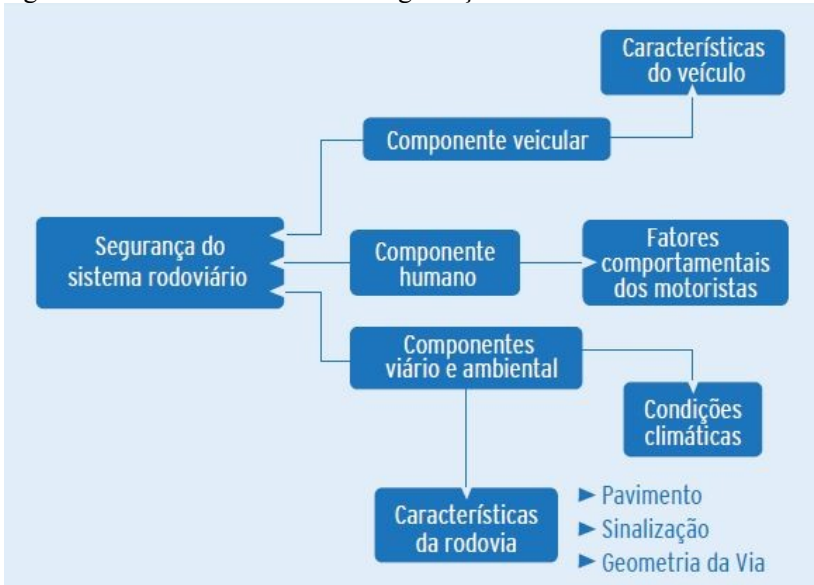 Características
do veículo
Componente veicular
Segurança do
sistema rodoviário
Componente
humano
Fatores
comportamentais
dos motoristas
Componentes
viário e ambiental
Condições
climáticas
Características
da rodovia
► Pavimento
► Sinalização
► Geometria da Via